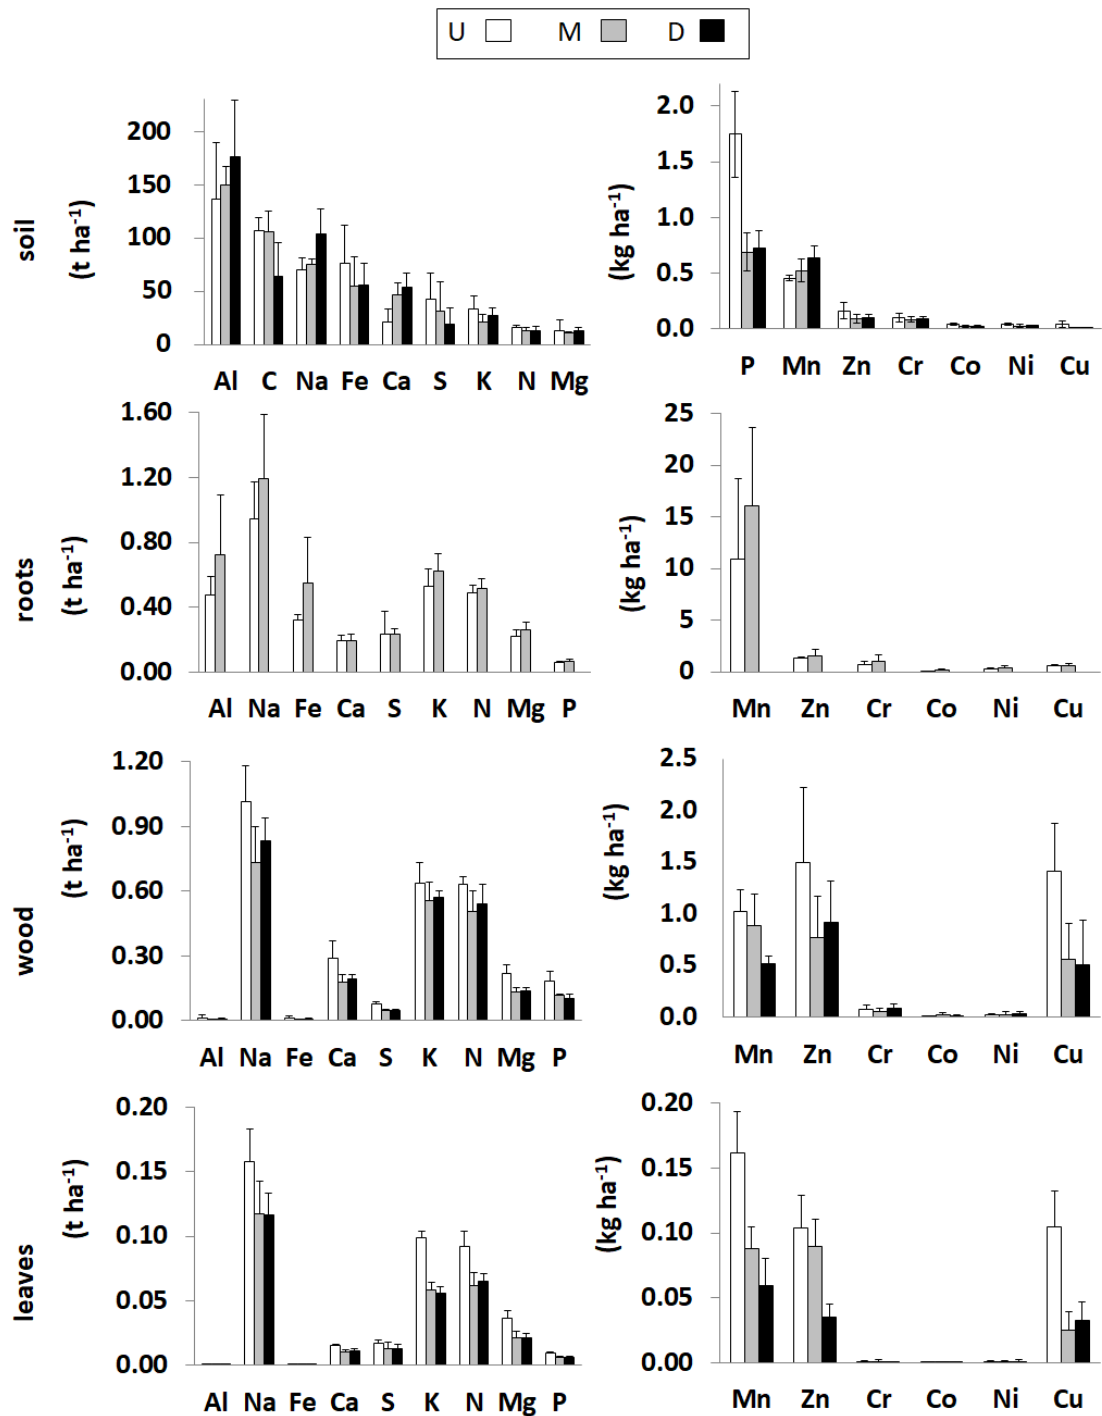 U M D
soil
(t ha-1)
200
150
100
50
0
Al C Na Fe Ca S K N Mg
(kg ha-1)
2.0
1.5
1.0
0.5
0.0
P Mn Zn Cr Co Ni Cu
roots
(t ha-1)
1.60
1.20
0.80
0.40
0.00
Al Na Fe Ca S K N Mg P
(kg ha-1)
25
20
15
10
5
0
Mn Zn Cr Co Ni Cu
wood
(t ha-1)
1.20
0.90
0.60
0.30
0.00
Al Na Fe Ca S K N Mg P
(kg ha-1)
2.5
2.0
1.5
1.0
0.5
0.0
Mn Zn Cr Co Ni Cu
leaves
(t ha-1)
0.20
0.15
0.10
0.05
0.00
Al Na Fe Ca S K N Mg P
(kg ha-1)
0.20
0.15
0.10
0.05
0.00
Mn Zn Cr Co Ni Cu